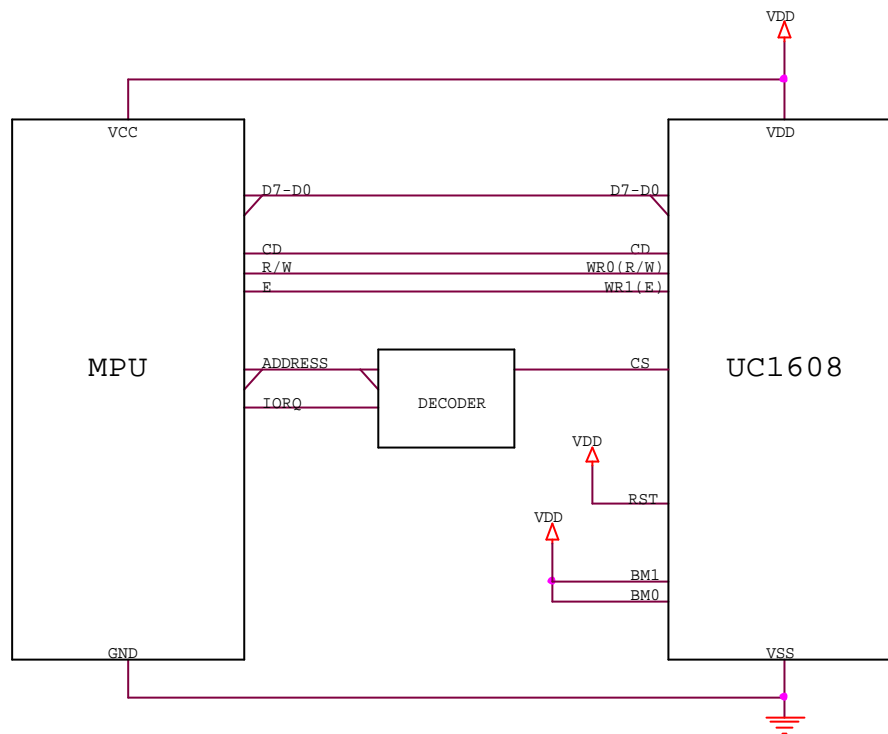 VDD
VCC VDD
D7-D0 D7-D0
CD CD
R/W WR0(R/W)
E WR1(E)
MPU UC1608
ADDRESS CS
IORQ DECODER
VDD
RST
VDD
BM1
BM0
GND VSS